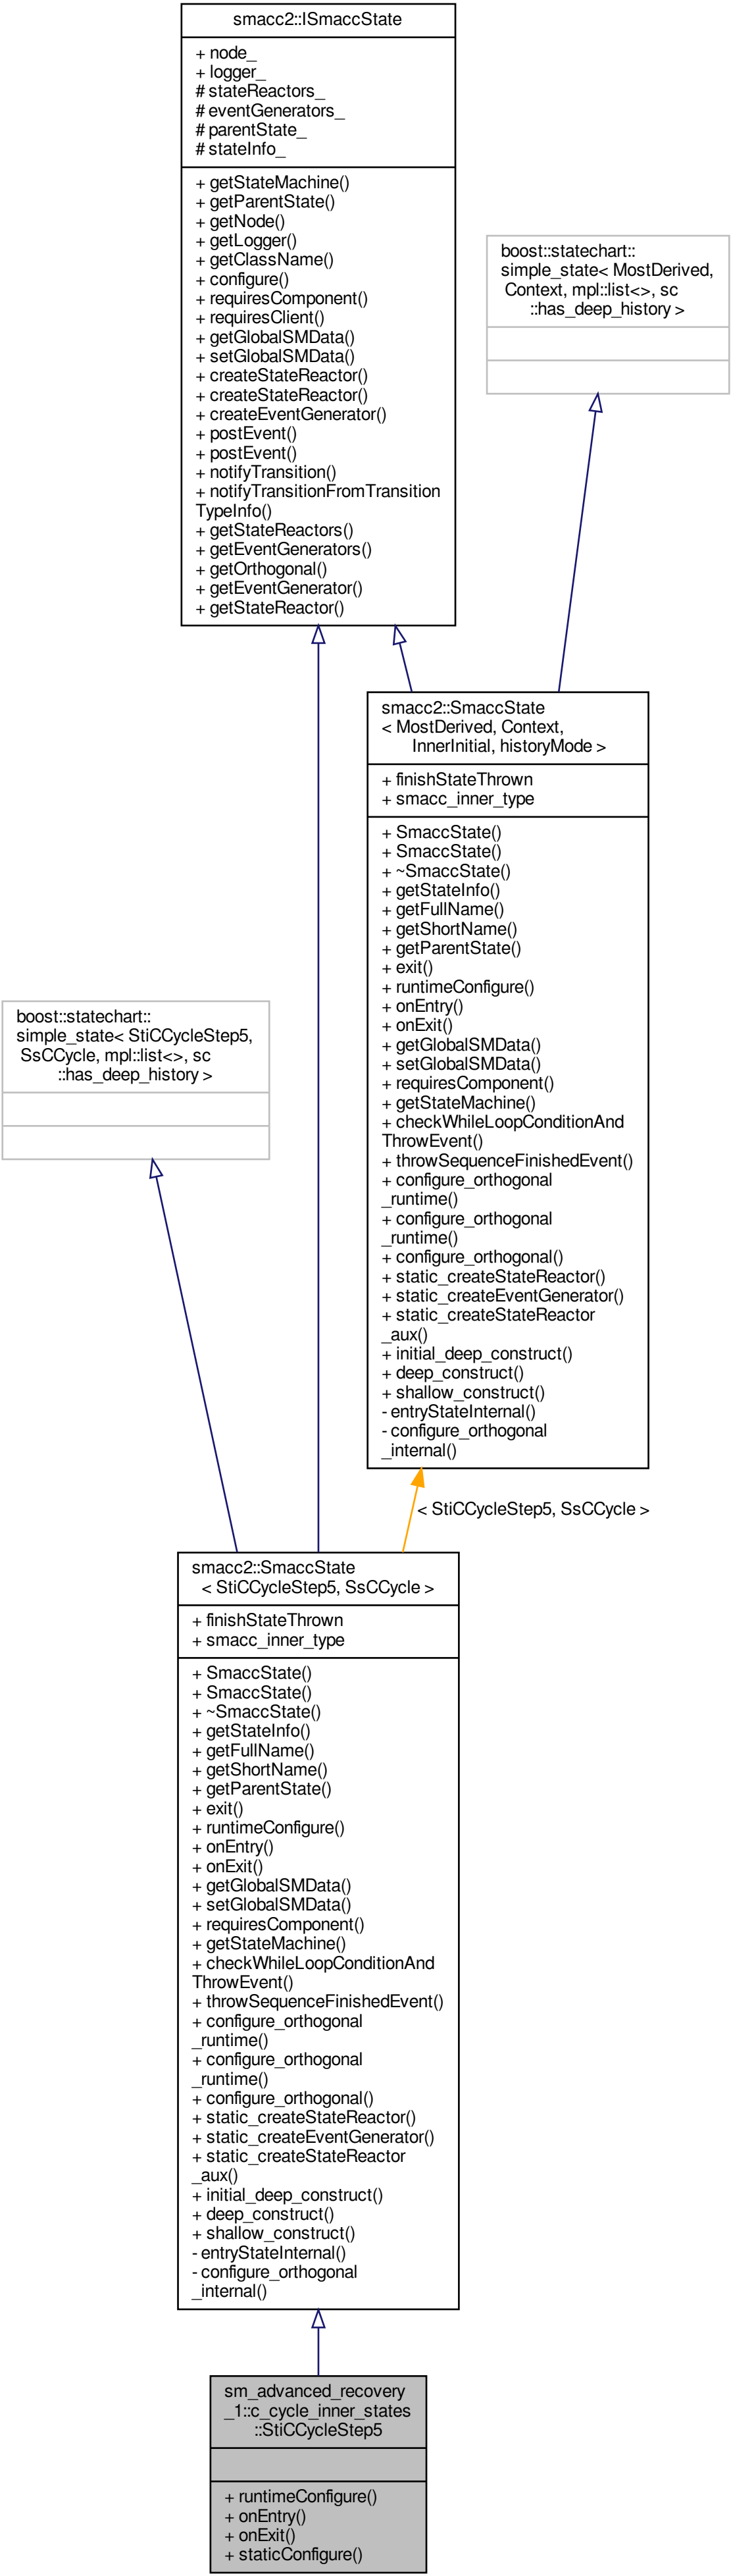 smacc2::ISmaccState
+ node_
+ logger_
# stateReactors_
# eventGenerators_
# parentState_
# stateInfo_
+ getStateMachine()
+ getParentState()
+ getNode()
+ getLogger()
+ getClassName()
+ configure()
+ requiresComponent()
+ requiresClient()
+ getGlobalSMData()
+ setGlobalSMData()
+ createStateReactor()
+ createStateReactor()
+ createEventGenerator()
+ postEvent()
+ postEvent()
+ notifyTransition()
+ notifyTransitionFromTransition
TypeInfo()
+ getStateReactors()
+ getEventGenerators()
+ getOrthogonal()
+ getEventGenerator()
+ getStateReactor()
boost::statechart::
simple_state< MostDerived,
Context, mpl::list<>, sc
::has_deep_history >
smacc2::SmaccState
< MostDerived, Context,
InnerInitial, historyMode >
+ finishStateThrown
+ smacc_inner_type
+ SmaccState()
+ SmaccState()
+ ~SmaccState()
+ getStateInfo()
+ getFullName()
+ getShortName()
+ getParentState()
+ exit()
+ runtimeConfigure()
+ onEntry()
+ onExit()
+ getGlobalSMData()
+ setGlobalSMData()
+ requiresComponent()
+ getStateMachine()
+ checkWhileLoopConditionAnd
ThrowEvent()
+ throwSequenceFinishedEvent()
+ configure_orthogonal
_runtime()
+ configure_orthogonal
_runtime()
+ configure_orthogonal()
+ static_createStateReactor()
+ static_createEventGenerator()
+ static_createStateReactor
_aux()
+ initial_deep_construct()
+ deep_construct()
+ shallow_construct()
- entryStateInternal()
- configure_orthogonal
_internal()
boost::statechart::
simple_state< StiCCycleStep5,
SsCCycle, mpl::list<>, sc
::has_deep_history >
< StiCCycleStep5, SsCCycle >
smacc2::SmaccState
< StiCCycleStep5, SsCCycle >
+ finishStateThrown
+ smacc_inner_type
+ SmaccState()
+ SmaccState()
+ ~SmaccState()
+ getStateInfo()
+ getFullName()
+ getShortName()
+ getParentState()
+ exit()
+ runtimeConfigure()
+ onEntry()
+ onExit()
+ getGlobalSMData()
+ setGlobalSMData()
+ requiresComponent()
+ getStateMachine()
+ checkWhileLoopConditionAnd
ThrowEvent()
+ throwSequenceFinishedEvent()
+ configure_orthogonal
_runtime()
+ configure_orthogonal
_runtime()
+ configure_orthogonal()
+ static_createStateReactor()
+ static_createEventGenerator()
+ static_createStateReactor
_aux()
+ initial_deep_construct()
+ deep_construct()
+ shallow_construct()
- entryStateInternal()
- configure_orthogonal
_internal()
sm_advanced_recovery
_1::c_cycle_inner_states
::StiCCycleStep5
+ runtimeConfigure()
+ onEntry()
+ onExit()
+ staticConfigure()